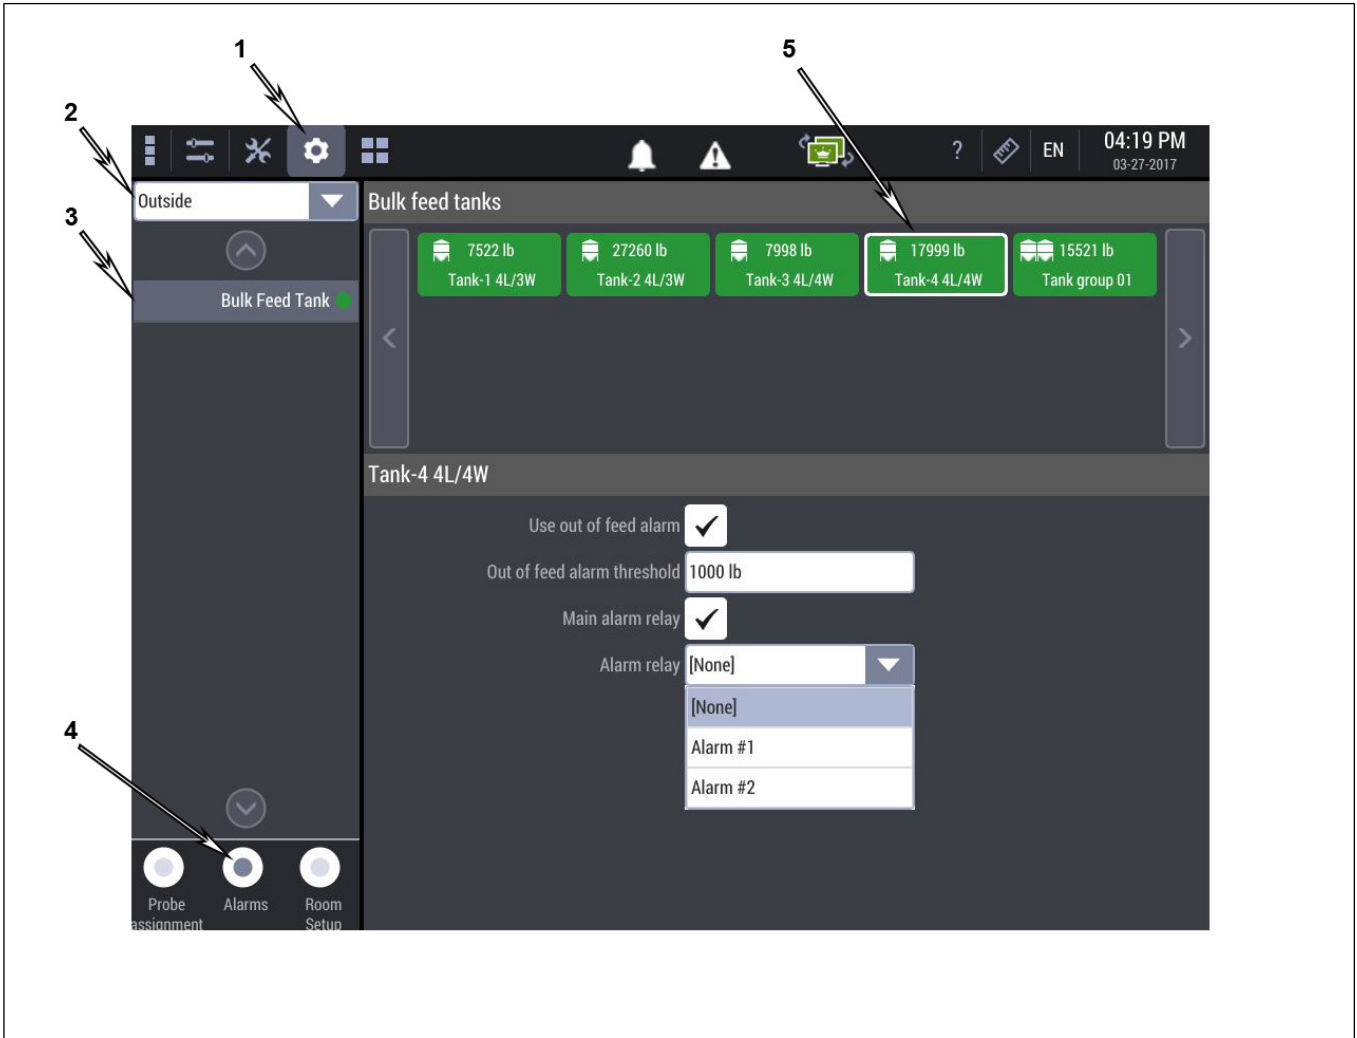 1
5
2
3
4
? EN 04:19 PM
03-27-2017
Outside
Bulk feed tanks
7522 lb
Tank-1 4L/3W
27260 lb
Tank-2 4L/3W
7998 lb
Tank-3 4L/4W
17999 lb
Tank-4 4L/4W
15521 lb
Tank group 01
Bulk Feed Tank
Tank-4 4L/4W
Use out of feed alarm
Out of feed alarm threshold 1000 lb
Main alarm relay
Alarm relay [None]
[None]
Alarm #1
Alarm #2
Probe
assignment
Alarms
Room
Setup